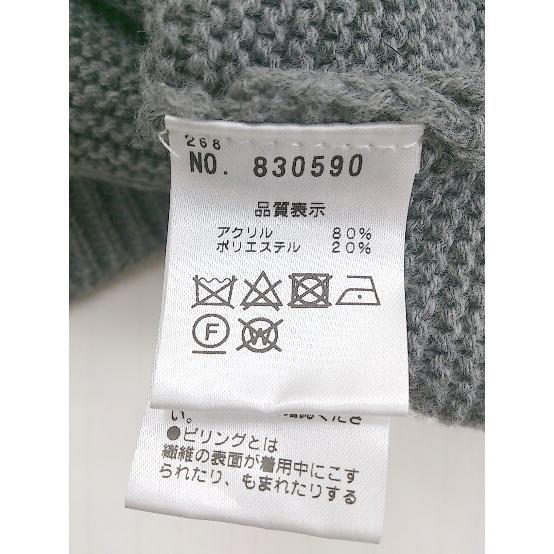 268
NO. 830590
品質表示
アクリル 80%
ポリエステル 20%
F
W
い。
●ピリングとは
繊維の表面が着用中にこす
られたり、もまれたりする